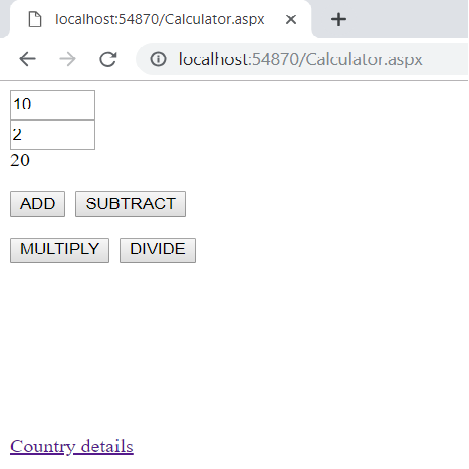 localhost:54870/Calculator.aspx
localhost:54870/Calculator.aspx
10
2
20
ADD SUBTRACT
MULTIPLY DIVIDE
Country details